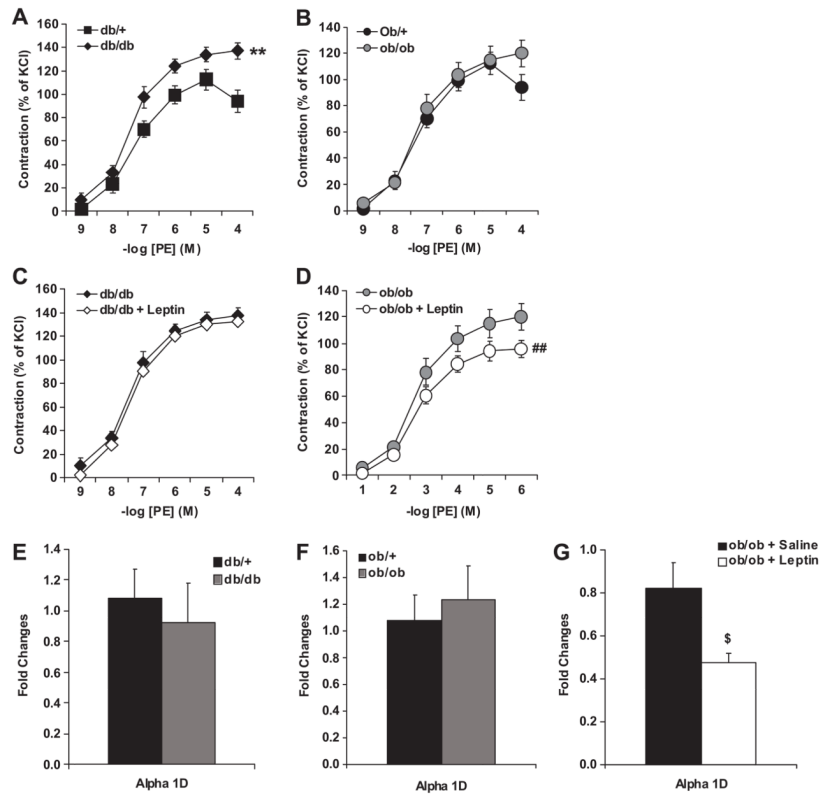 A
db/+
db/db
**
Contraction (% of KCl)
160
140
120
100
80
60
40
20
0
9 8 7 6 5 4
-log [PE] (M)
B
Ob/+
ob/ob
Contraction (% of KCl)
140
120
100
80
60
40
20
0
9 8 7 6 5 4
-log [PE] (M)
C
db/db
db/db + Leptin
Contraction (% of KCl)
160
140
120
100
80
60
40
20
0
9 8 7 6 5 4
-log [PE] (M)
D
ob/ob
ob/ob + Leptin
##
Contraction (% of KCl)
140
120
100
80
60
40
20
0
1 2 3 4 5 6
-log [PE] (M)
E
db/+
db/db
Fold Changes
1.4
1.2
1.0
0.8
0.6
0.4
0.2
0.0
Alpha 1D
F
ob/+
ob/ob
Fold Changes
1.6
1.4
1.2
1.0
0.8
0.6
0.4
0.2
0.0
Alpha 1D
G
ob/ob + Saline
ob/ob + Leptin
$
Fold Changes
1.0
0.8
0.6
0.4
0.2
0.0
Alpha 1D